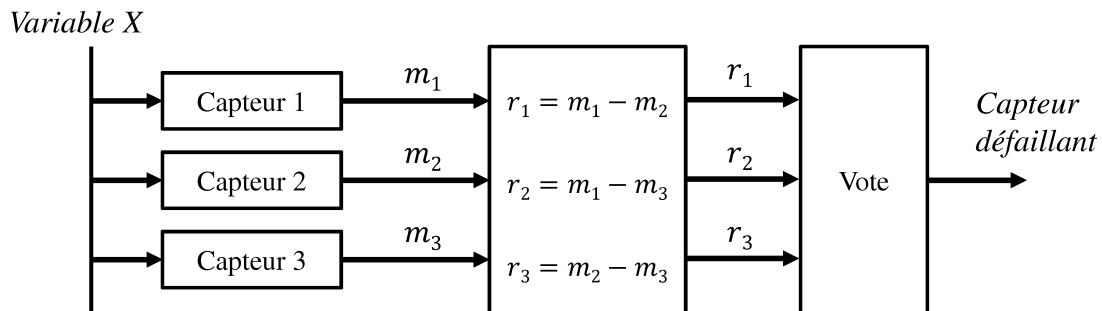 Variable X
Capteur 1
m₁
r₁ = m₁ − m₂
r₁
Capteur 2
m₂
r₂ = m₁ − m₃
r₂
Vote
Capteur
défaillant
Capteur 3
m₃
r₃ = m₂ − m₃
r₃